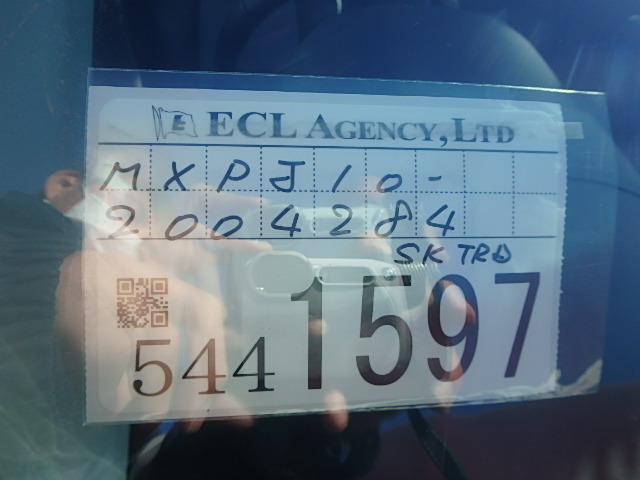 E ECL AGENCY, LTD
MXPJ10-
2004284
SK TRD
5441597